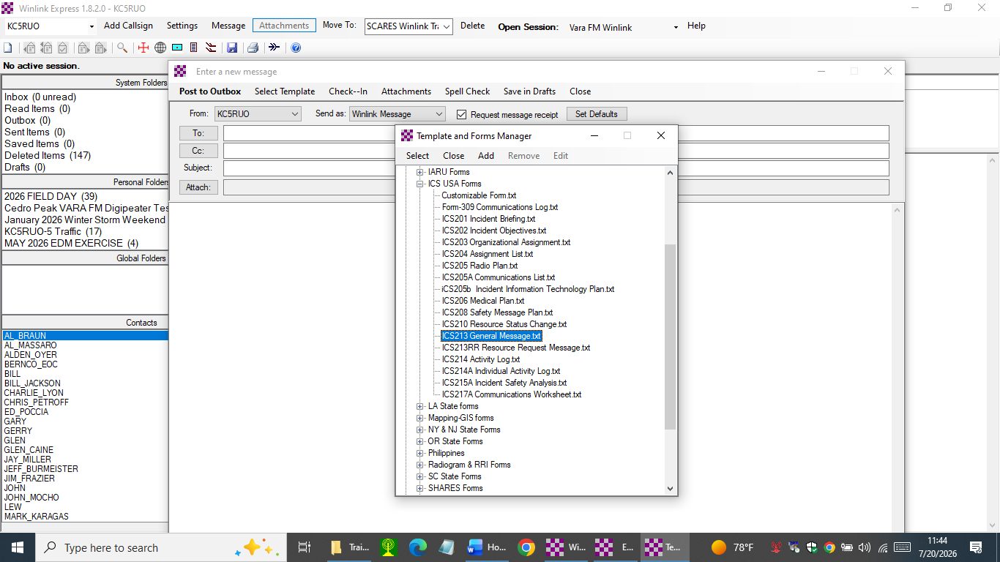 Winlink Express 1.8.2.0 - KC5RUO
KC5RUO Add Callsign Settings Message Attachments Move To: SCARES Winlink Tra Delete Open Session: Vara FM Winlink Help
No active session.
System Folders
Inbox (0 unread)
Read Items (0)
Outbox (0)
Sent Items (0)
Saved Items (0)
Deleted Items (147)
Drafts (0)
Personal Folders
2026 FIELD DAY (39)
Cedro Peak VARA FM Digipeater Tes
January 2026 Winter Storm Weekend
KC5RUO-5 Traffic (17)
MAY 2026 EDM EXERCISE (4)
Global Folders
Contacts
AL_BRAUN
AL_MASSARO
ALDEN_OYER
BERNCO_EOC
BILL
BILL_JACKSON
CHARLIE_LYON
CHRIS_PETROFF
ED_POCCIA
GARY
GERRY
GLEN
GLEN_CAINE
JAY_MILLER
JEFF_BURMEISTER
JIM_FRAZIER
JOHN
JOHN_MOCHO
LEW
MARK_KARAGAS
Enter a new message
Post to Outbox Select Template Check--In Attachments Spell Check Save in Drafts Close
From: KC5RUO Send as: Winlink Message Request message receipt Set Defaults
To:
Cc:
Subject:
Attach:
Template and Forms Manager
Select Close Add Remove Edit
IARU Forms
ICS USA Forms
Customizable Form.txt
Form-309 Communications Log.txt
ICS201 Incident Briefing.txt
ICS202 Incident Objectives.txt
ICS203 Organizational Assignment.txt
ICS204 Assignment List.txt
ICS205 Radio Plan.txt
ICS205A Communications List.txt
iCS205b Incident Information Technology Plan.txt
ICS206 Medical Plan.txt
ICS208 Safety Message Plan.txt
ICS210 Resource Status Change.txt
ICS213 General Message.txt
ICS213RR Resource Request Message.txt
ICS214 Activity Log.txt
ICS214A Individual Activity Log.txt
ICS215A Incident Safety Analysis.txt
ICS217A Communications Worksheet.txt
LA State forms
Mapping-GIS forms
NY & NJ State Forms
OR State Forms
Philippines
Radiogram & RRI Forms
SC State Forms
SHARES Forms
Type here to search Trai... Ho... Wi... E... Te... 78°F 11:44
7/20/2026